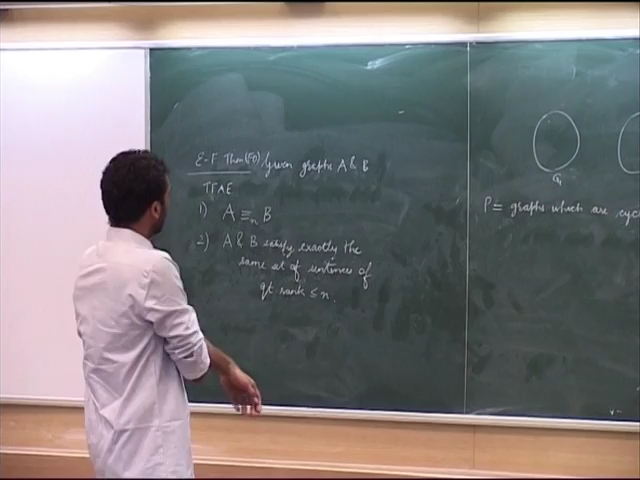 E-F Thm (FO) Given graphs A & B
TFAE
1) A ≡n B
2) A & B satisfy exactly the
same set of sentences of
qt rank ≤ n.
G1
P = graphs which are cyc